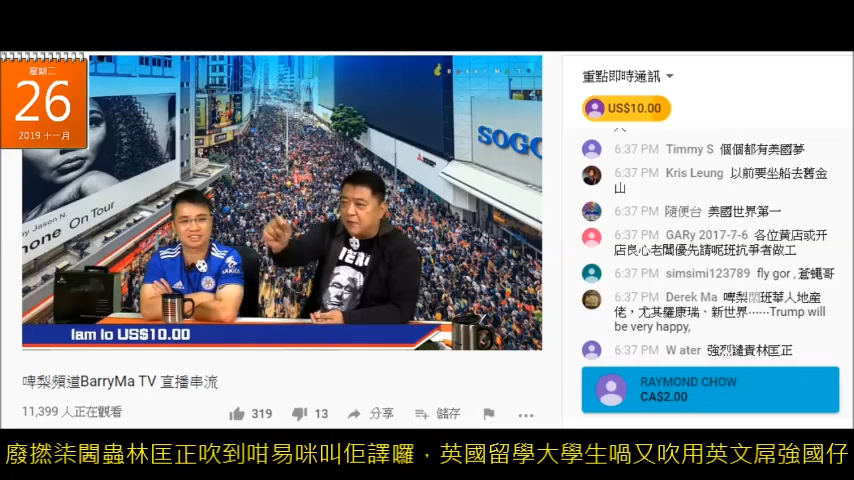 星期二
26
2019 十一月
by Jason N.
hone On Tour
SOGO
Iam lo US$10.00
啤梨頻道BarryMa TV 直播串流
11,399 人正在觀看
319
13
分享
儲存
重點即時通訊
US$10.00
6:37 PM Timmy S 個個都有美國夢
6:37 PM Kris Leung 以前要坐船去舊金
山
6:37 PM 隨便台 美國世界第一
6:37 PM GARy 2017-7-6 各位黄店或开
店良心老闆優先請呢班抗爭者做工
6:37 PM simsimi123789 fly gor , 蒼蠅哥
6:37 PM Derek Ma 啤梨閉班華人地産
佬，尤其羅康瑞、新世界⋯⋯Trump will
be very happy,
6:37 PM W ater 強烈譴責林匡正
RAYMOND CHOW
CA$2.00
廢撚柒閪蟲林匡正吹到咁易咪叫佢譯囉，英國留學大學生喎又吹用英文屌強國仔